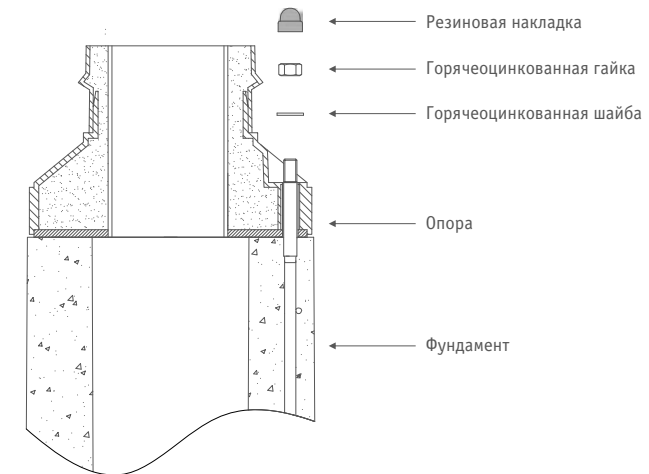 Резиновая накладка
Горячеоцинкованная гайка
Горячеоцинкованная шайба
Опора
Фундамент